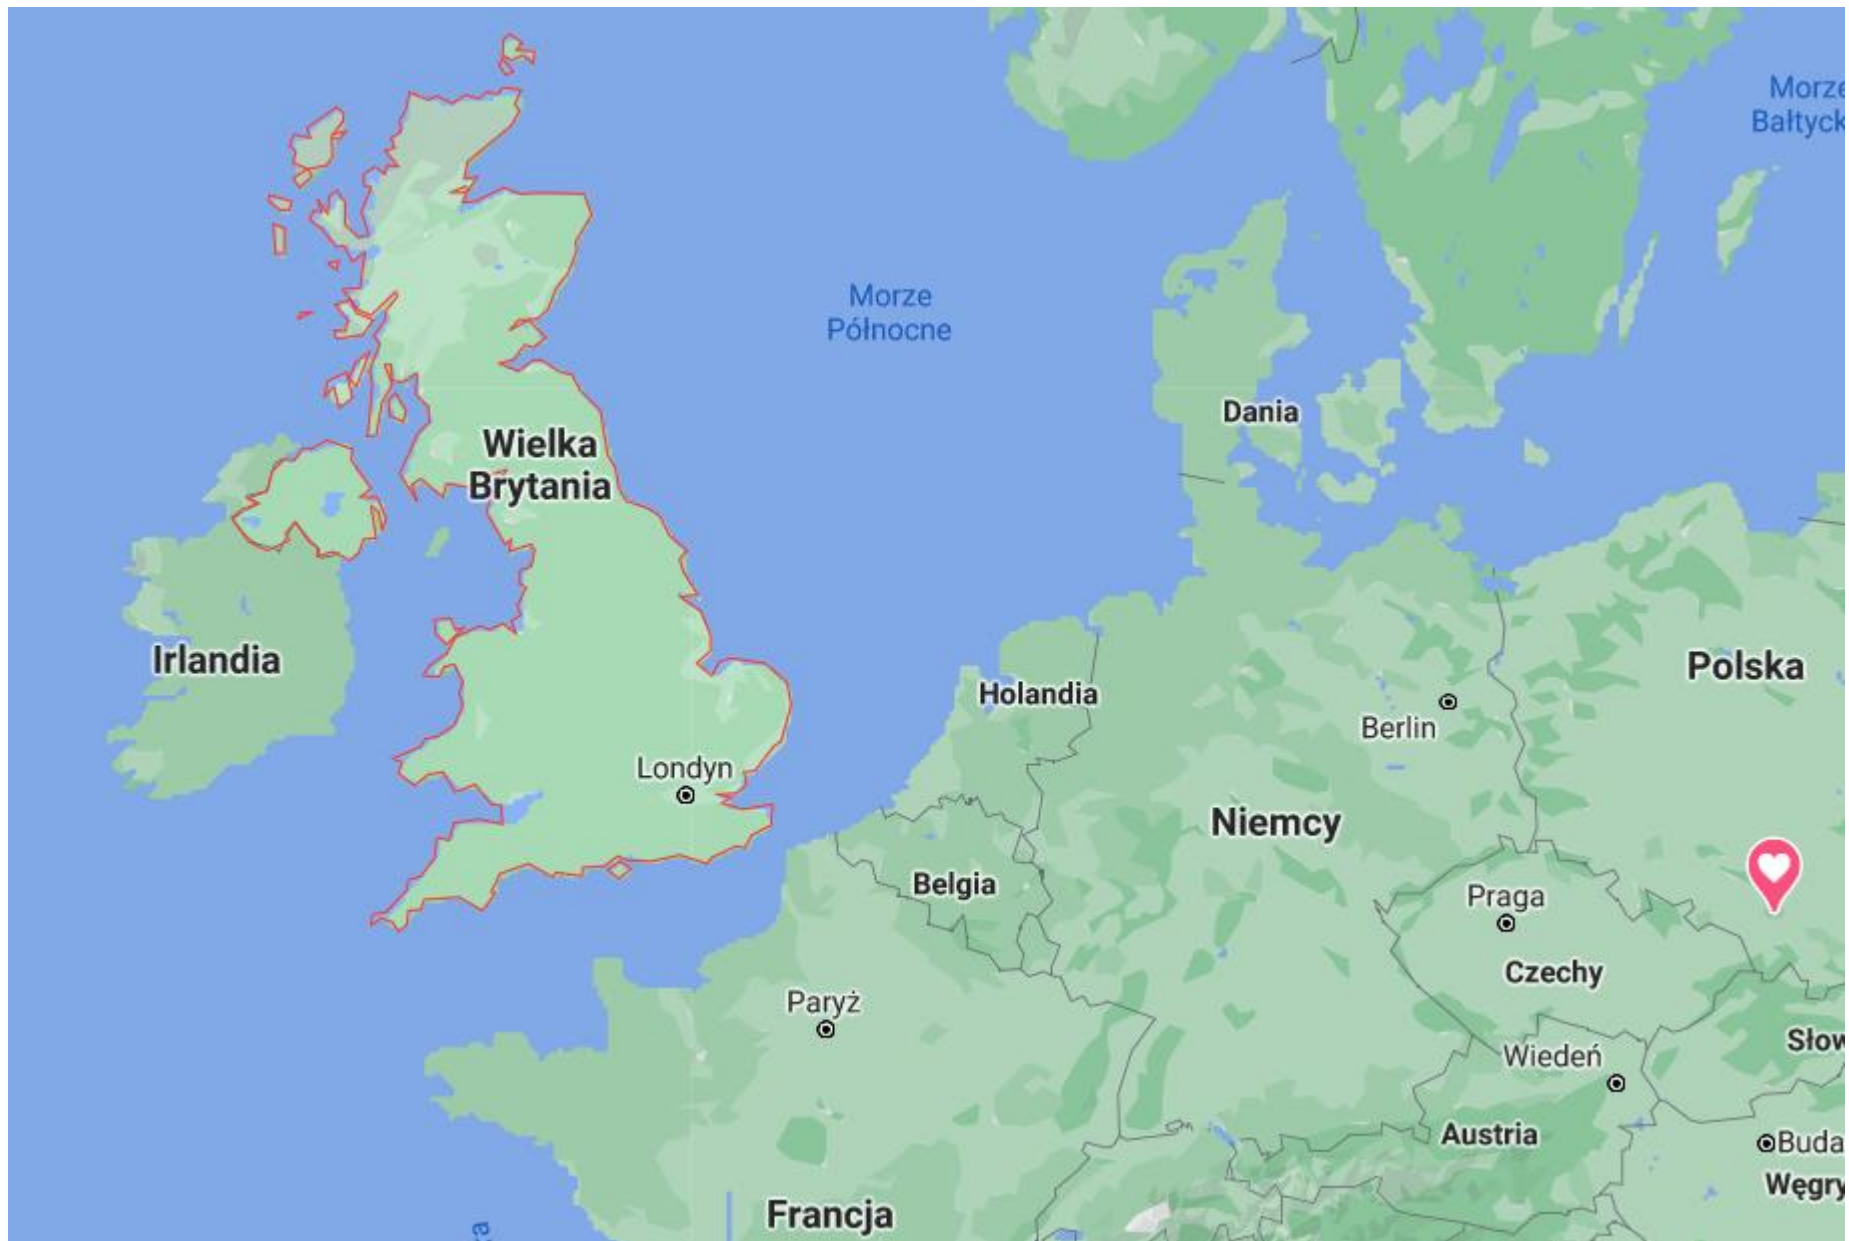 Morze
Bałtyck
Morze
Północne
Dania
Wielka
Brytania
Irlandia
Holandia
Polska
Berlin
Londyn
Niemcy
Belgia
Praga
Czechy
Paryż
Słow
Wiedeń
Austria
Buda
Węgry
Francja